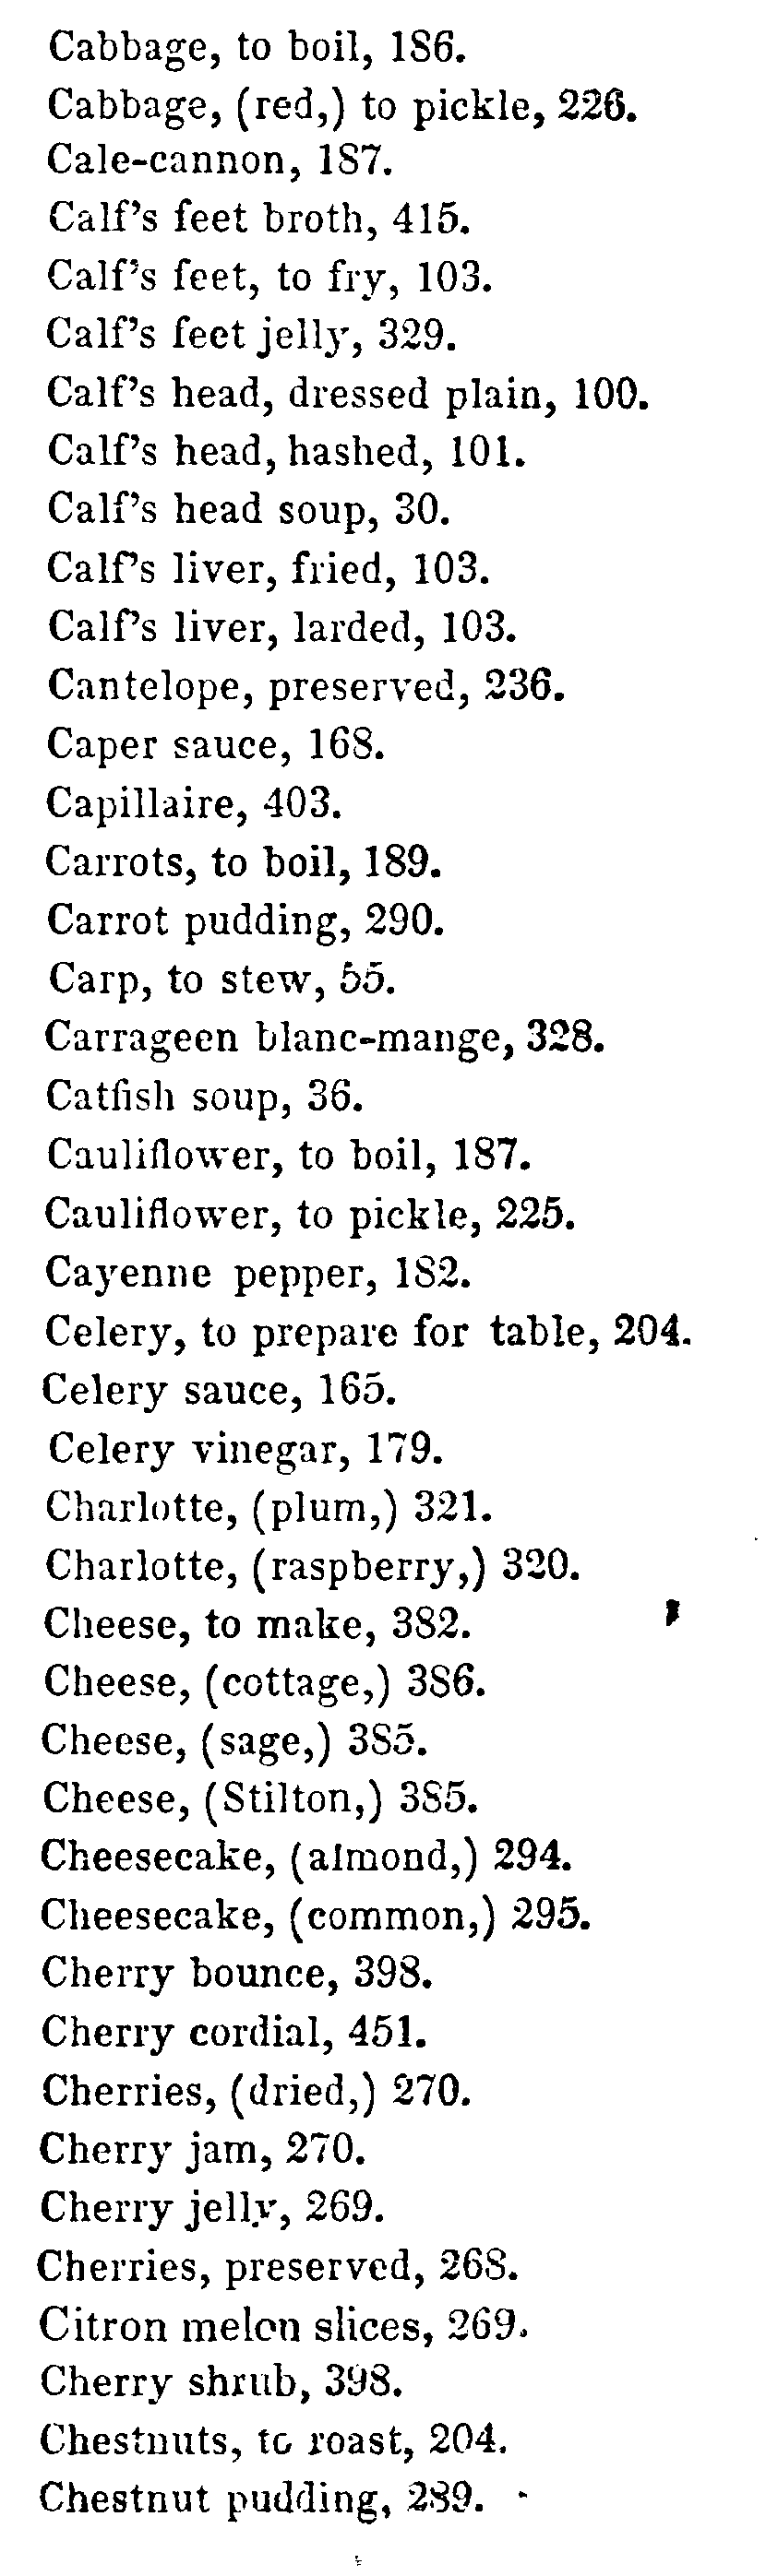 Cabbage, to boil, 186.
Cabbage, (red,) to pickle, 226.
Cale-cannon, 187.
Calf's feet broth, 415.
Calf's feet, to fry, 103.
Calf's feet jelly, 329.
Calf's head, dressed plain, 100.
Calf's head, hashed, 101.
Calf's head soup, 30.
Calf's liver, fried, 103.
Calf's liver, larded, 103.
Cantelope, preserved, 236.
Caper sauce, 168.
Capillaire, 403.
Carrots, to boil, 189.
Carrot pudding, 290.
Carp, to stew, 55.
Carrageen blanc-mange, 328.
Catfish soup, 36.
Cauliflower, to boil, 187.
Cauliflower, to pickle, 225.
Cayenne pepper, 182.
Celery, to prepare for table, 204.
Celery sauce, 165.
Celery vinegar, 179.
Charlotte, (plum,) 321.
Charlotte, (raspberry,) 320.
Cheese, to make, 382.
Cheese, (cottage,) 386.
Cheese, (sage,) 385.
Cheese, (Stilton,) 385.
Cheesecake, (almond,) 294.
Cheesecake, (common,) 295.
Cherry bounce, 398.
Cherry cordial, 451.
Cherries, (dried,) 270.
Cherry jam, 270.
Cherry jelly, 269.
Cherries, preserved, 268.
Citron melon slices, 269.
Cherry shrub, 398.
Chestnuts, to roast, 204.
Chestnut pudding, 289.